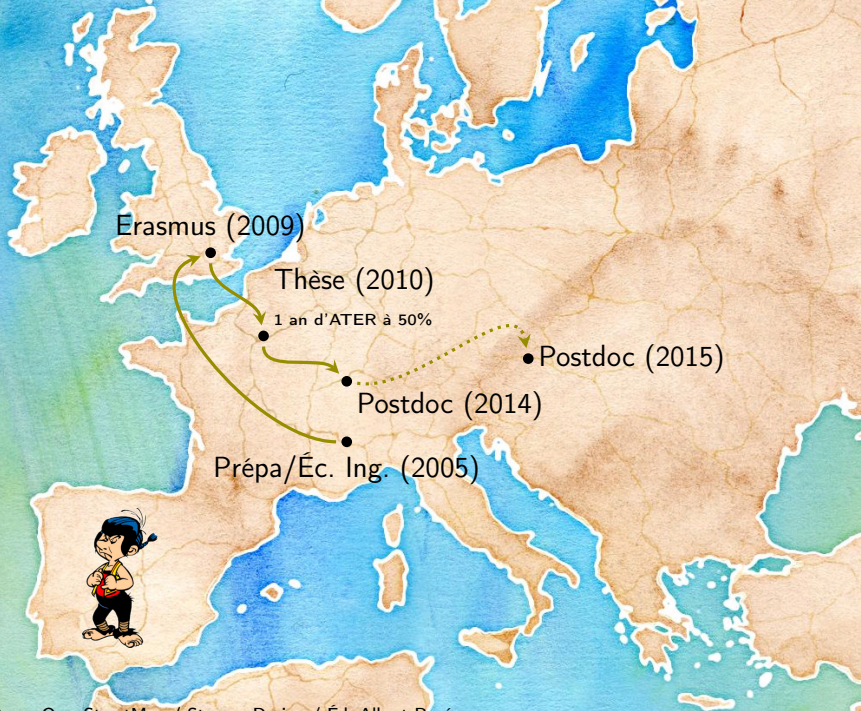 Erasmus (2009)
Thèse (2010)
1 an d'ATER à 50%
Postdoc (2015)
Postdoc (2014)
Prépa/Éc. Ing. (2005)